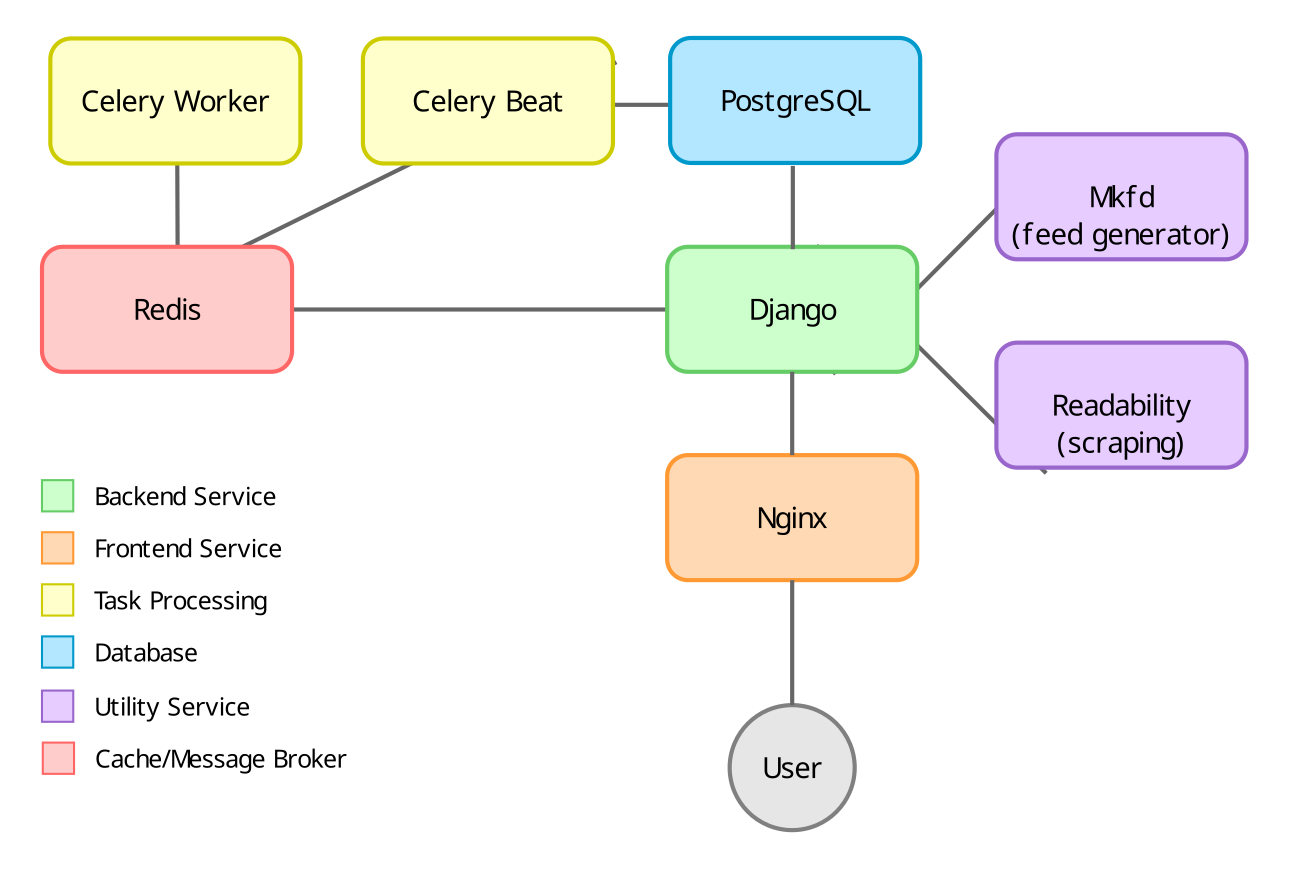 Celery Worker
Celery Beat
PostgreSQL
Mkfd
(feed generator)
Redis
Django
Readability
(scraping)
Nginx
User
Backend Service
Frontend Service
Task Processing
Database
Utility Service
Cache/Message Broker